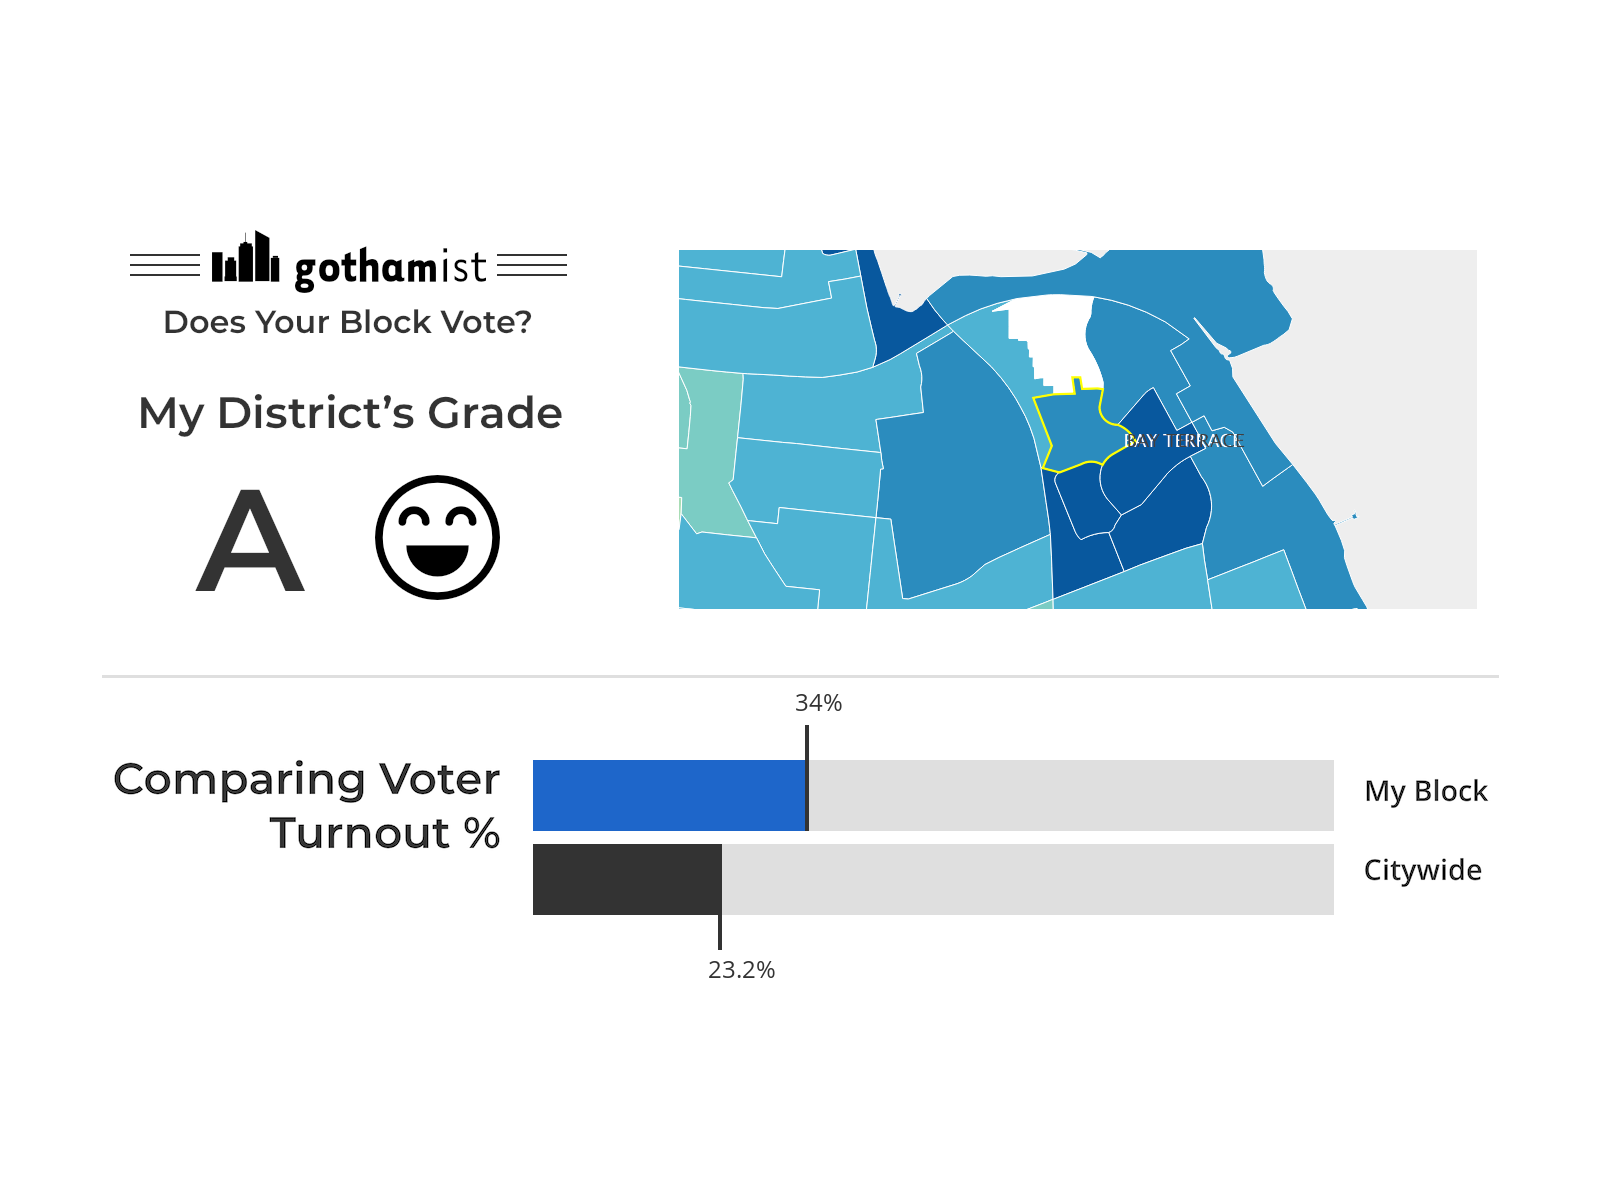 gothamist
Does Your Block Vote?
My District’s Grade
A
BAY TERRACE
34%
Comparing Voter
Turnout %
My Block
Citywide
23.2%